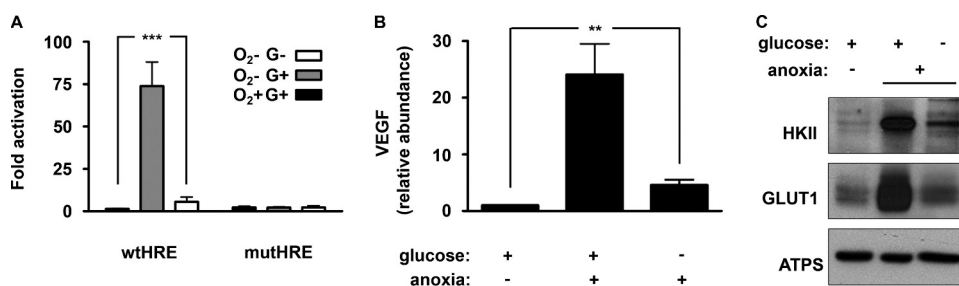 A
***
O₂- G-
O₂- G+
O₂+ G+
Fold activation
100
75
50
25
0
wtHRE
mutHRE
B
**
VEGF
(relative abundance)
30
20
10
0
glucose: + + -
anoxia: - + +
C
glucose: + + -
anoxia: - +
HKII
GLUT1
ATPS